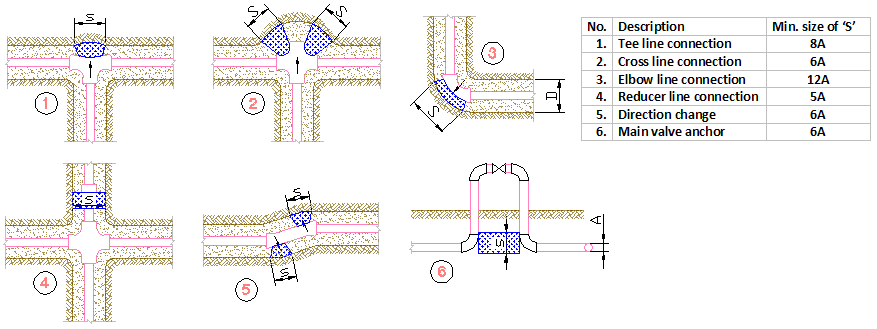 S
1
S
S
2
3
S
D
No. Description Min. size of ‘S’
1. Tee line connection 8A
2. Cross line connection 6A
3. Elbow line connection 12A
4. Reducer line connection 5A
5. Direction change 6A
6. Main valve anchor 6A
S
4
S
S
5
S
A
6